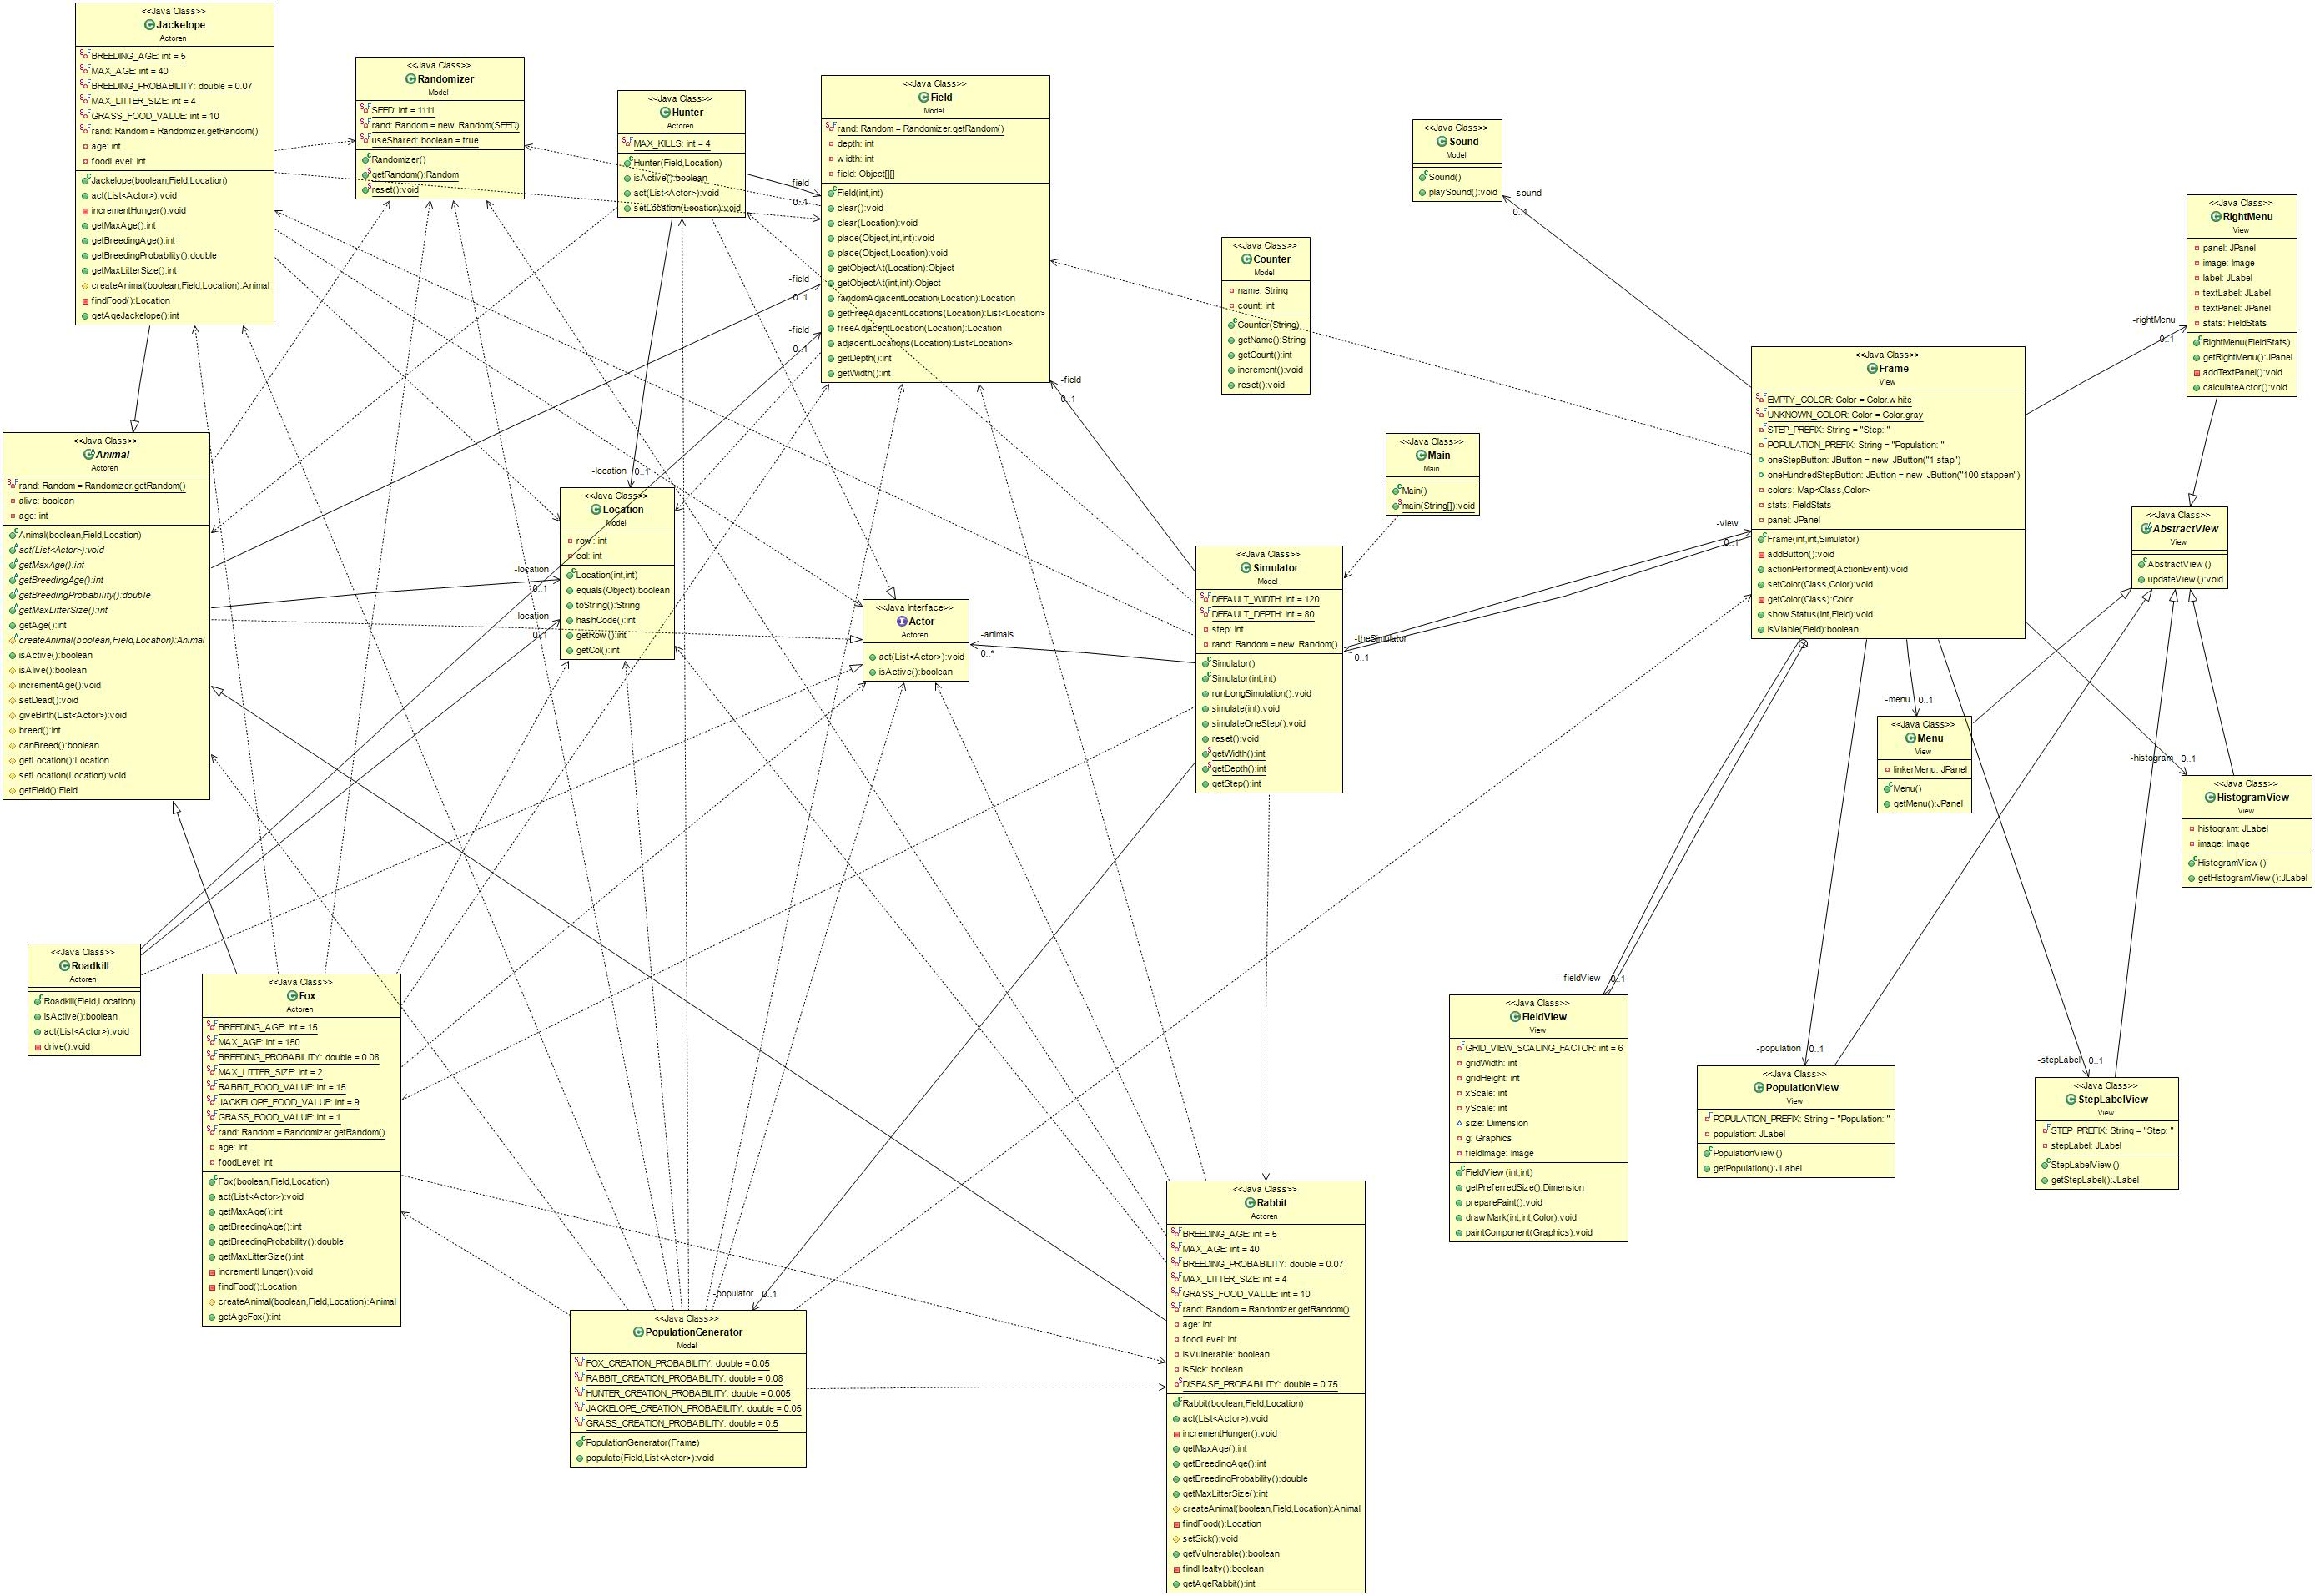 <<Java Class>>
Jackelope
Actoren
BREEDING_AGE: int = 5
MAX_AGE: int = 40
BREEDING_PROBABILITY: double = 0.07
MAX_LITTER_SIZE: int = 4
GRASS_FOOD_VALUE: int = 10
rand: Random = Randomizer.getRandom()
age: int
foodLevel: int
Jackelope(boolean,Field,Location)
act(List<Actor>):void
incrementHunger():void
getMaxAge():int
getBreedingAge():int
getBreedingProbability():double
getMaxLitterSize():int
createAnimal(boolean,Field,Location):Animal
findFood():Location
getAgeJackelope():int
<<Java Class>>
Randomizer
Model
SEED: int = 1111
rand: Random = new Random(SEED)
useShared: boolean = true
Randomizer()
getRandom():Random
reset():void
<<Java Class>>
Hunter
Actoren
MAX_KILLS: int = 4
Hunter(Field,Location)
isActive():boolean
act(List<Actor>):void
setLocation(Location):void
<<Java Class>>
Field
Model
rand: Random = Randomizer.getRandom()
depth: int
width: int
field: Object[][]
Field(int,int)
clear():void
clear(Location):void
place(Object,int,int):void
place(Object,Location):void
getObjectAt(Location):Object
getObjectAt(int,int):Object
randomAdjacentLocation(Location):Location
getFreeAdjacentLocations(Location):List<Location>
freeAdjacentLocation(Location):Location
adjacentLocations(Location):List<Location>
getDepth():int
getWidth():int
-field
0..1
-field
0..1
-field
0..1
-field
0..1
<<Java Class>>
Sound
Model
Sound()
playSound():void
-sound
0..1
<<Java Class>>
Counter
Model
name: String
count: int
Counter(String)
getName():String
getCount():int
increment():void
reset():void
<<Java Class>>
RightMenu
View
panel: JPanel
image: Image
label: JLabel
textLabel: JLabel
textPanel: JPanel
stats: FieldStats
RightMenu(FieldStats)
getRightMenu():JPanel
addTextPanel():void
calculateActor():void
-rightMenu
0..1
<<Java Class>>
Frame
View
EMPTY_COLOR: Color = Color.white
UNKNOWN_COLOR: Color = Color.gray
STEP_PREFIX: String = "Step: "
POPULATION_PREFIX: String = "Population: "
oneStepButton: JButton = new JButton("1 stap")
oneHundredStepButton: JButton = new JButton("100 stappen")
colors: Map<Class,Color>
stats: FieldStats
panel: JPanel
Frame(int,int,Simulator)
addButton():void
actionPerformed(ActionEvent):void
setColor(Class,Color):void
getColor(Class):Color
showStatus(int,Field):void
isViable(Field):boolean
<<Java Class>>
Animal
Actoren
rand: Random = Randomizer.getRandom()
alive: boolean
age: int
Animal(boolean,Field,Location)
act(List<Actor>):void
getMaxAge():int
getBreedingAge():int
getBreedingProbability():double
getMaxLitterSize():int
getAge():int
createAnimal(boolean,Field,Location):Animal
isActive():boolean
isAlive():boolean
incrementAge():void
setDead():void
giveBirth(List<Actor>):void
breed():int
canBreed():boolean
getLocation():Location
setLocation(Location):void
getField():Field
-location
0..1
-location
0..1
-location
0..1
<<Java Class>>
Location
Model
row: int
col: int
Location(int,int)
equals(Object):boolean
toString():String
hashCode():int
getRow():int
getCol():int
<<Java Class>>
Main
Main
Main()
main(String[]):void
<<Java Class>>
AbstractView
View
AbstractView()
updateView():void
<<Java Class>>
Simulator
Model
DEFAULT_WIDTH: int = 120
DEFAULT_DEPTH: int = 80
step: int
rand: Random = new Random()
Simulator()
Simulator(int,int)
runLongSimulation():void
simulate(int):void
simulateOneStep():void
reset():void
getWidth():int
getDepth():int
getStep():int
-view
0..1
-theSimulator
0..1
<<Java Interface>>
Actor
Actoren
act(List<Actor>):void
isActive():boolean
-animals
0..*
-menu
0..1
<<Java Class>>
Menu
View
linkerMenu: JPanel
Menu()
getMenu():JPanel
-histogram
0..1
<<Java Class>>
HistogramView
View
histogram: JLabel
image: Image
HistogramView()
getHistogramView():JLabel
<<Java Class>>
Roadkill
Actoren
Roadkill(Field,Location)
isActive():boolean
act(List<Actor>):void
drive():void
<<Java Class>>
Fox
Actoren
BREEDING_AGE: int = 15
MAX_AGE: int = 150
BREEDING_PROBABILITY: double = 0.08
MAX_LITTER_SIZE: int = 2
RABBIT_FOOD_VALUE: int = 15
JACKELOPE_FOOD_VALUE: int = 9
GRASS_FOOD_VALUE: int = 1
rand: Random = Randomizer.getRandom()
age: int
foodLevel: int
Fox(boolean,Field,Location)
act(List<Actor>):void
getMaxAge():int
getBreedingAge():int
getBreedingProbability():double
getMaxLitterSize():int
incrementHunger():void
findFood():Location
createAnimal(boolean,Field,Location):Animal
getAgeFox():int
-fieldView
0..1
<<Java Class>>
FieldView
View
GRID_VIEW_SCALING_FACTOR: int = 6
gridWidth: int
gridHeight: int
xScale: int
yScale: int
size: Dimension
g: Graphics
fieldImage: Image
FieldView(int,int)
getPreferredSize():Dimension
preparePaint():void
drawMark(int,int,Color):void
paintComponent(Graphics):void
-population
0..1
<<Java Class>>
PopulationView
View
POPULATION_PREFIX: String = "Population: "
population: JLabel
PopulationView()
getPopulation():JLabel
-stepLabel
0..1
<<Java Class>>
StepLabelView
View
STEP_PREFIX: String = "Step: "
stepLabel: JLabel
StepLabelView()
getStepLabel():JLabel
-populator
0..1
<<Java Class>>
PopulationGenerator
Model
FOX_CREATION_PROBABILITY: double = 0.05
RABBIT_CREATION_PROBABILITY: double = 0.08
HUNTER_CREATION_PROBABILITY: double = 0.005
JACKELOPE_CREATION_PROBABILITY: double = 0.05
GRASS_CREATION_PROBABILITY: double = 0.5
PopulationGenerator(Frame)
populate(Field,List<Actor>):void
<<Java Class>>
Rabbit
Actoren
BREEDING_AGE: int = 5
MAX_AGE: int = 40
BREEDING_PROBABILITY: double = 0.07
MAX_LITTER_SIZE: int = 4
GRASS_FOOD_VALUE: int = 10
rand: Random = Randomizer.getRandom()
age: int
foodLevel: int
isVulnerable: boolean
isSick: boolean
DISEASE_PROBABILITY: double = 0.75
Rabbit(boolean,Field,Location)
act(List<Actor>):void
incrementHunger():void
getMaxAge():int
getBreedingAge():int
getBreedingProbability():double
getMaxLitterSize():int
createAnimal(boolean,Field,Location):Animal
findFood():Location
setSick():void
getVulnerable():boolean
findHealty():boolean
getAgeRabbit():int